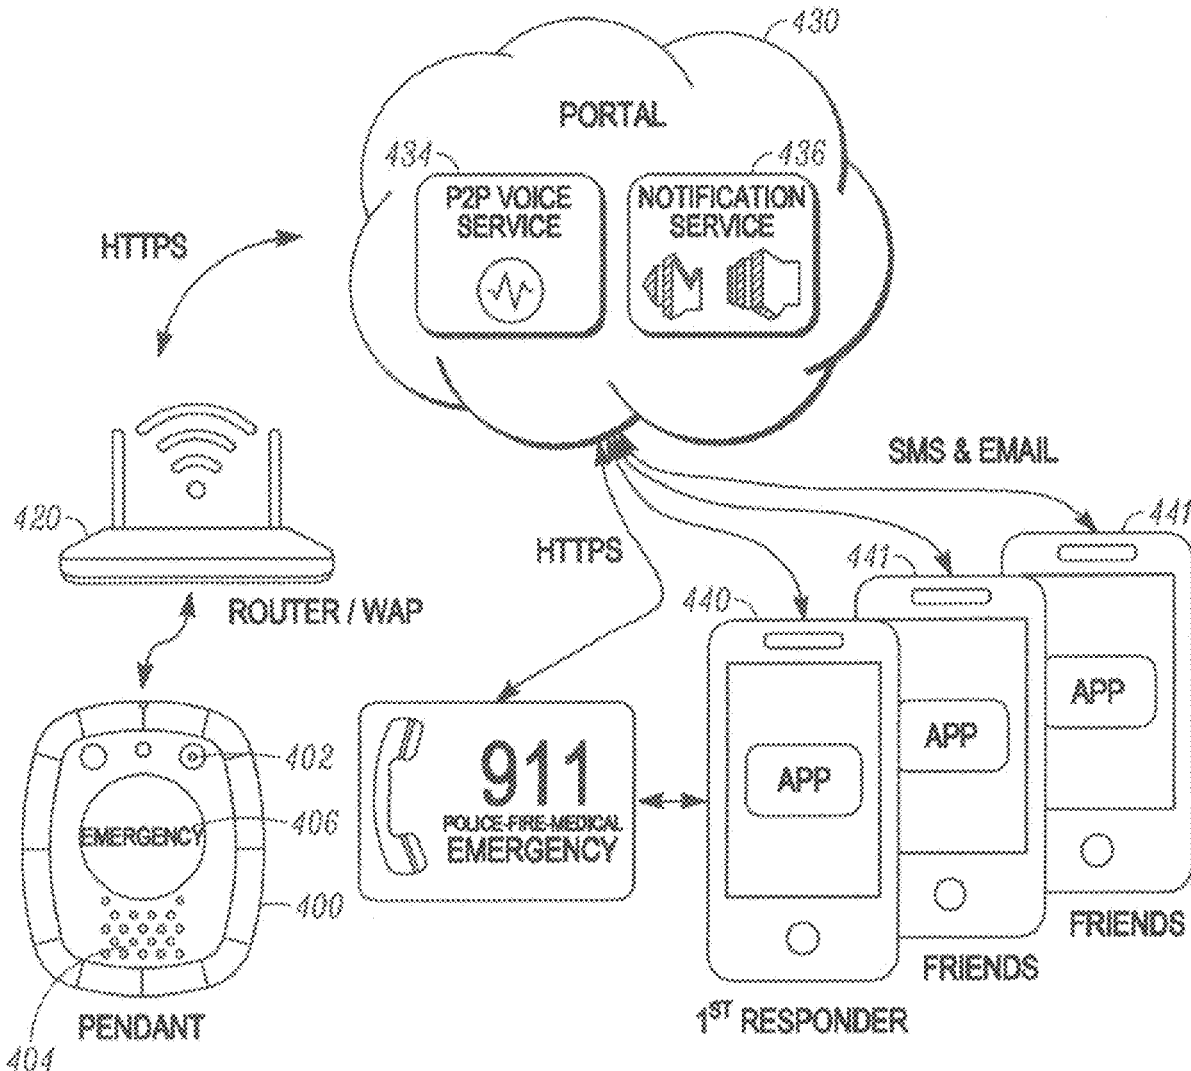 430
PORTAL
434
436
P2P VOICE
SERVICE
NOTIFICATION
SERVICE
HTTPS
SMS & EMAIL
420
HTTPS
441
441
440
ROUTER / WAP
402
406
EMERGENCY
400
404
PENDANT
911
POLICE-FIRE-MEDICAL
EMERGENCY
APP
APP
APP
FRIENDS
FRIENDS
1ST RESPONDER